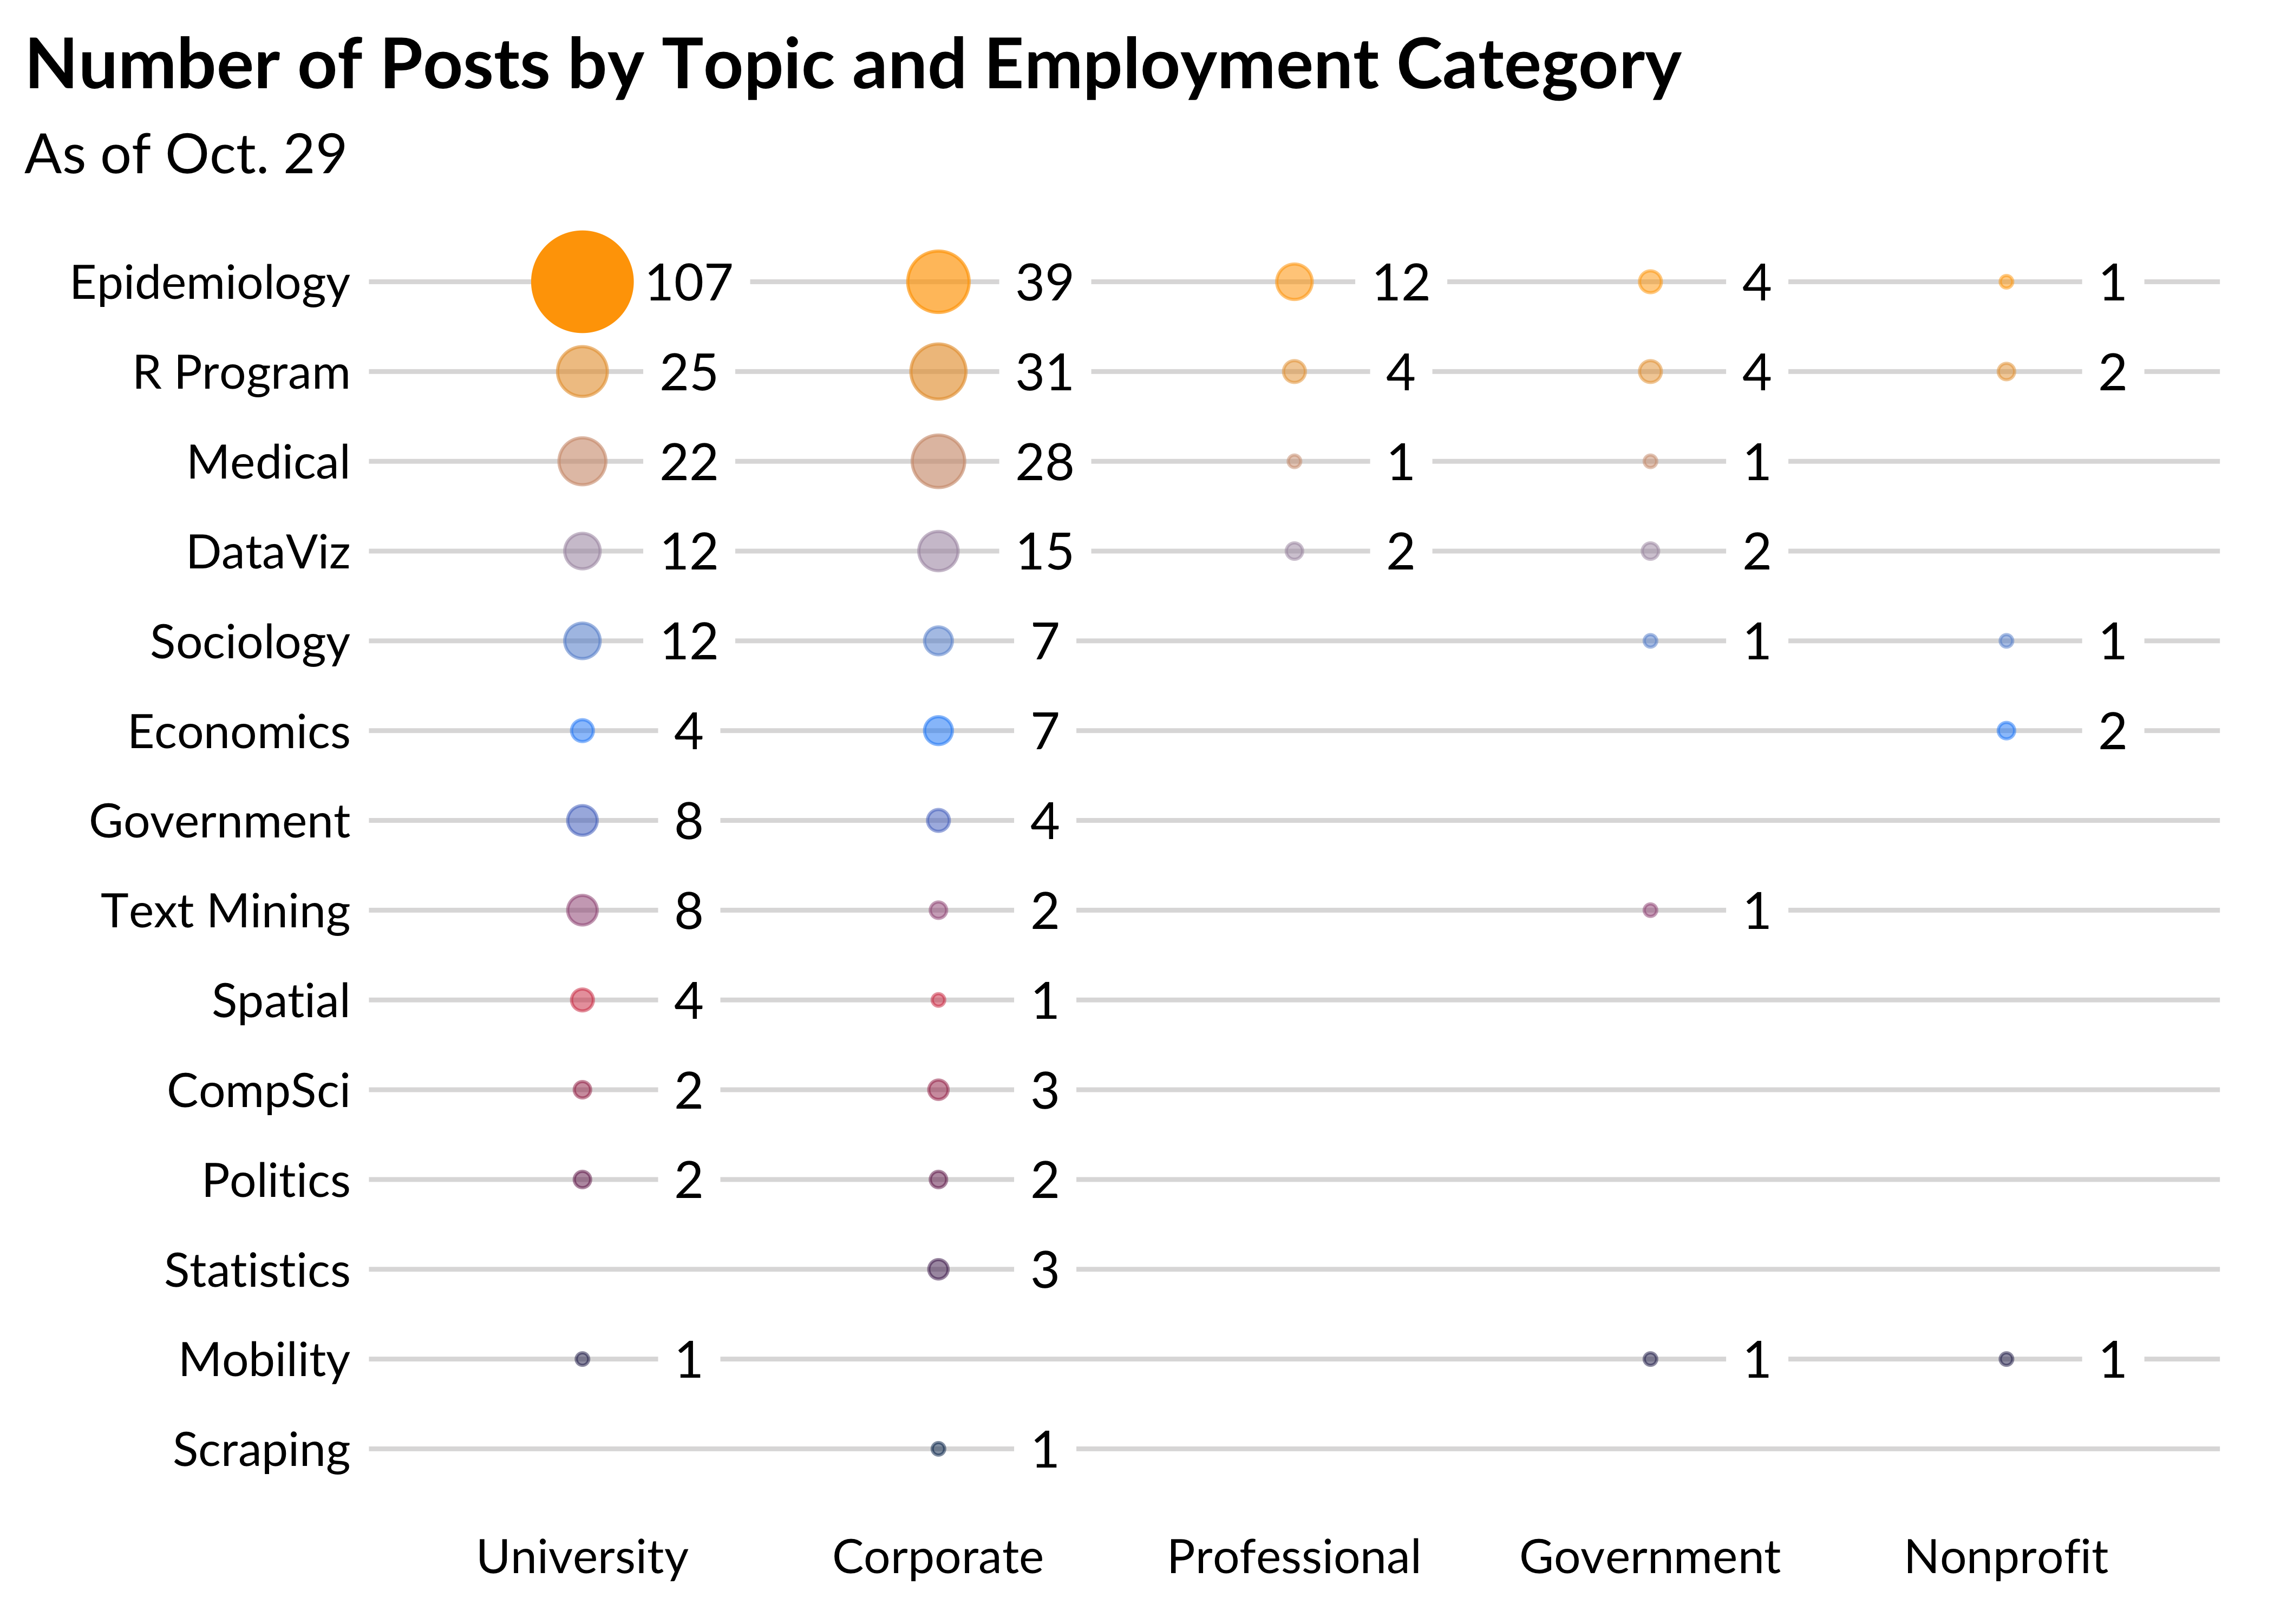 Number of Posts by Topic and Employment Category
As of Oct. 29
Epidemiology 107 39 12 4 1
R Program 25 31 4 4 2
Medical 22 28 1 1
DataViz 12 15 2 2
Sociology 12 7 1 1
Economics 4 7 2
Government 8 4
Text Mining 8 2 1
Spatial 4 1
CompSci 2 3
Politics 2 2
Statistics 3
Mobility 1 1 1
Scraping 1
University Corporate Professional Government Nonprofit